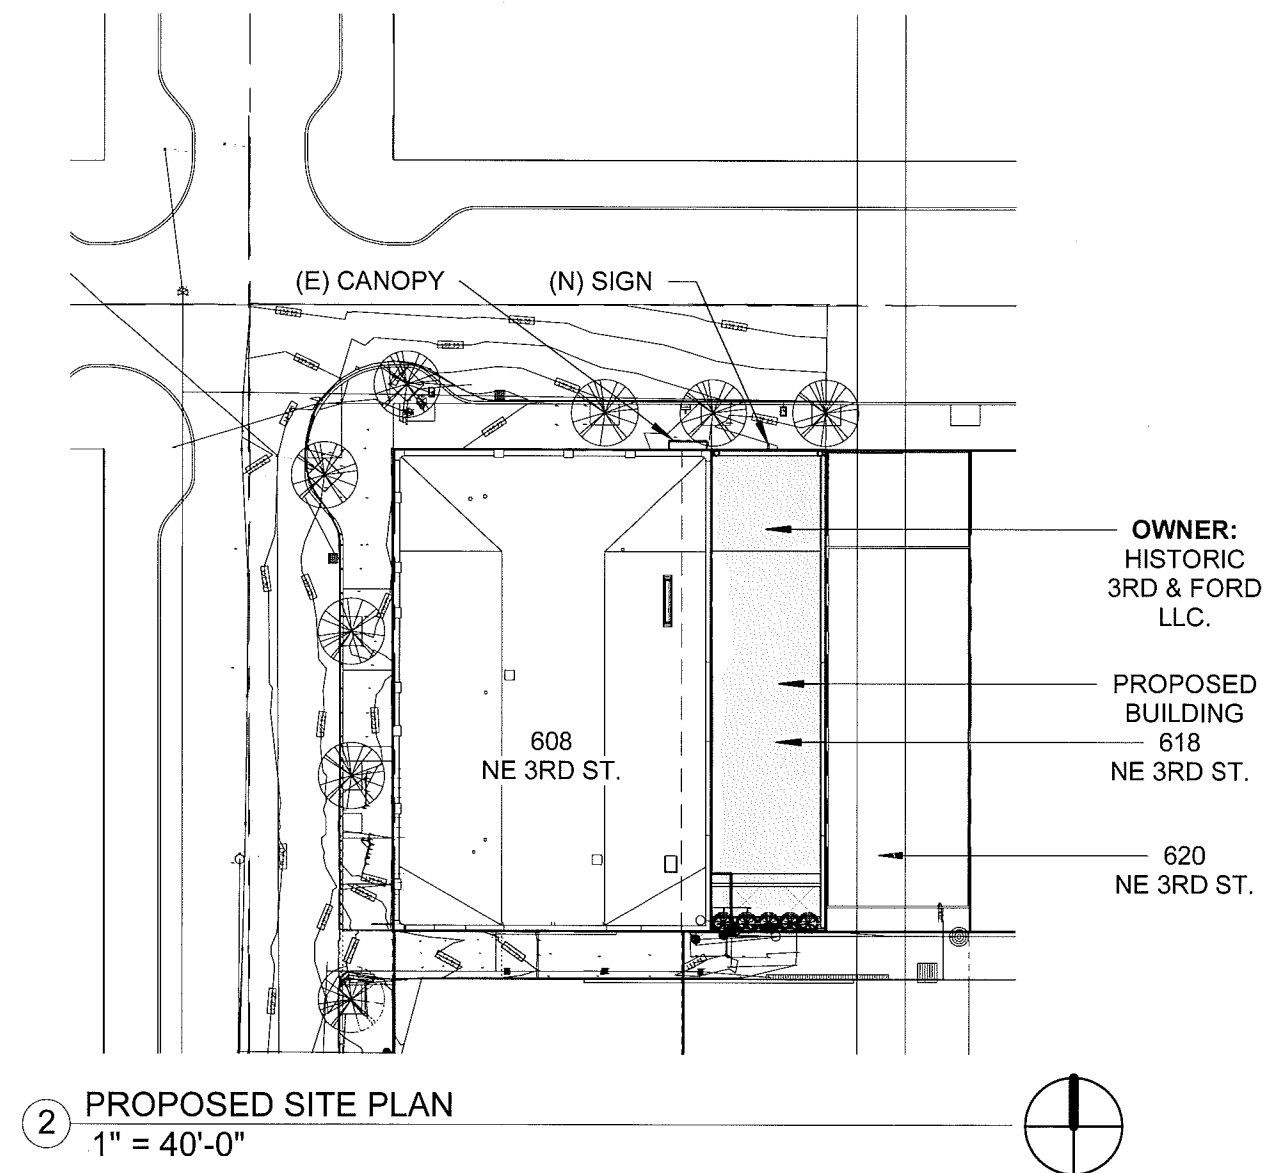 (E) CANOPY
(N) SIGN
OWNER:
HISTORIC
3RD & FORD
LLC.
PROPOSED
BUILDING
618
NE 3RD ST.
608
NE 3RD ST.
620
NE 3RD ST.
2
PROPOSED SITE PLAN
1" = 40'-0"